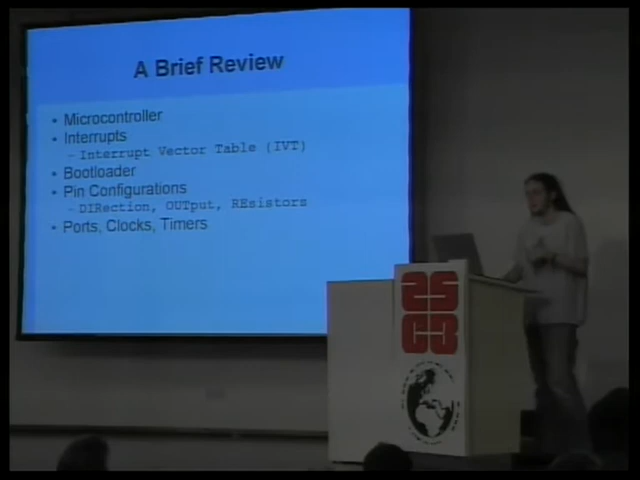 A Brief Review
• Microcontroller
• Interrupts
– Interrupt Vector Table (IVT)
• Bootloader
• Pin Configurations
– DIRection, OUTput, REsistors
• Ports, Clocks, Timers
25
C3